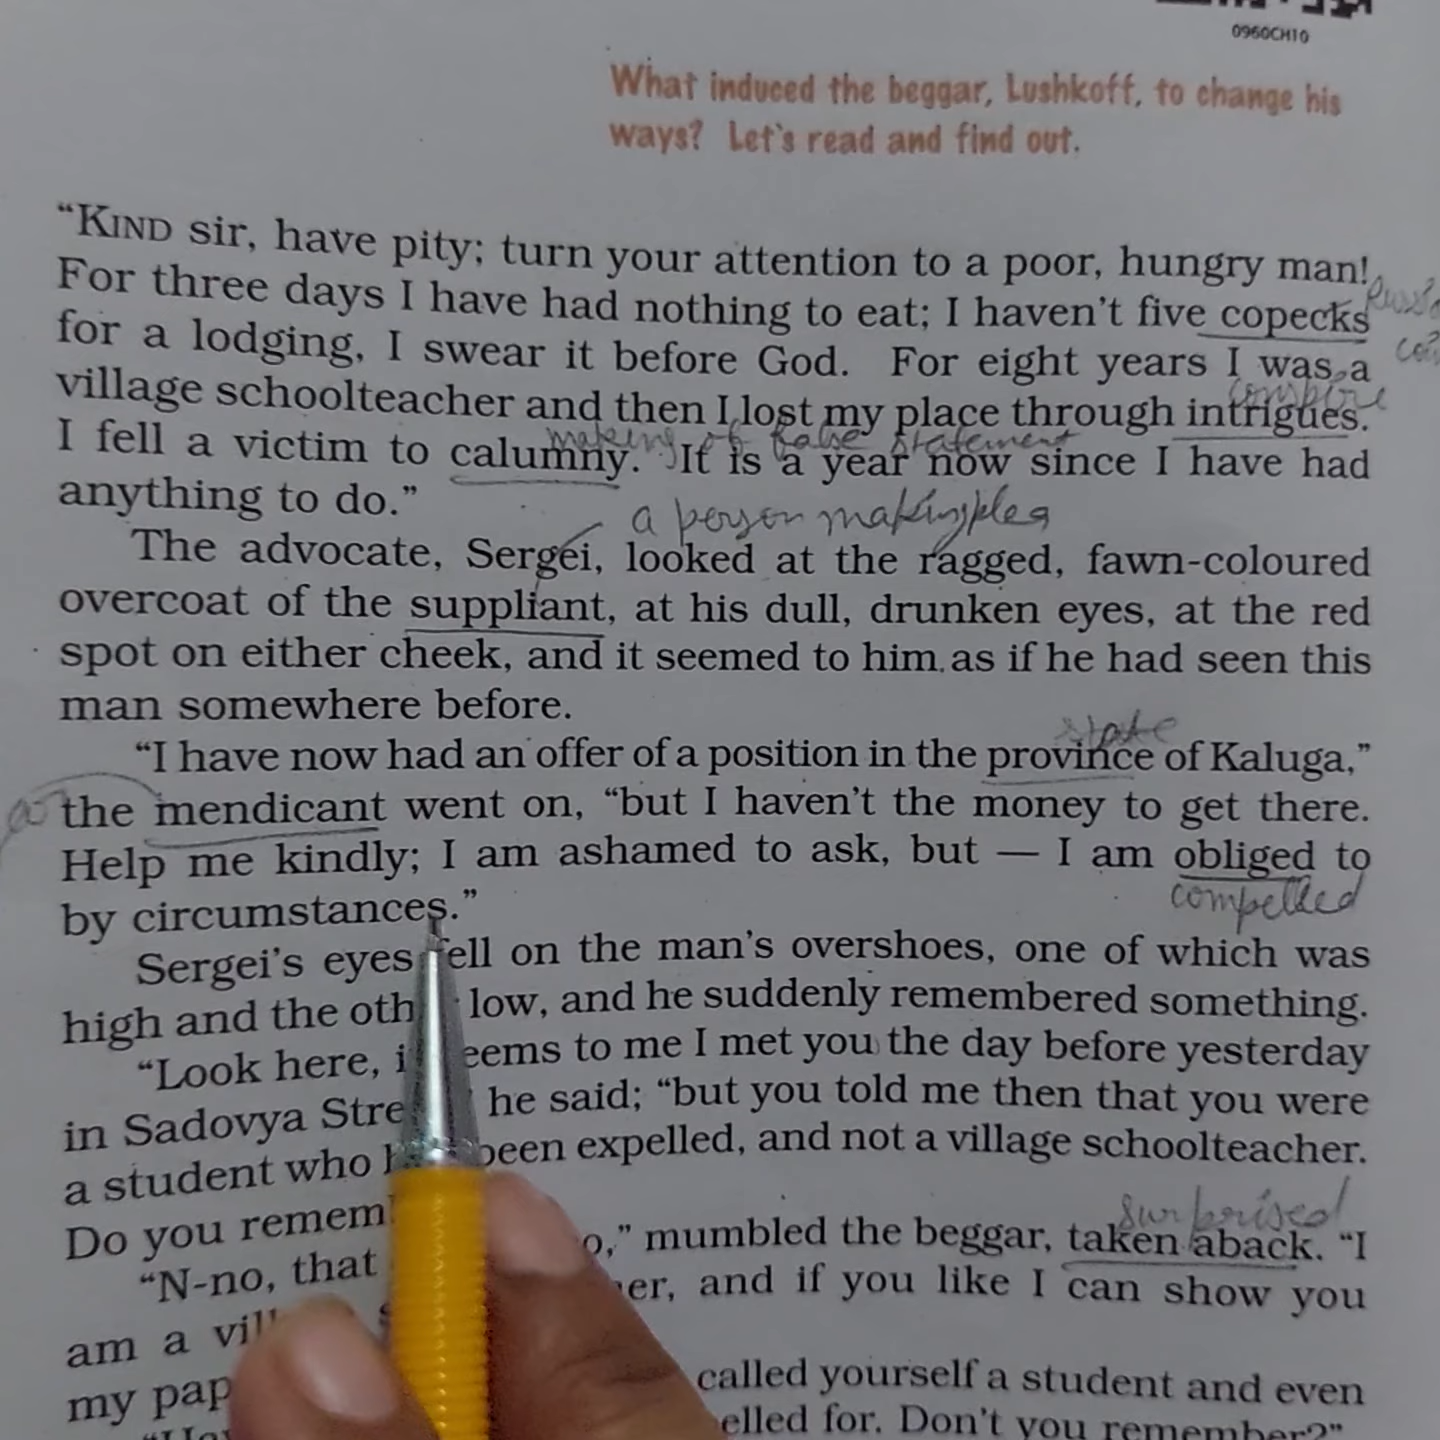 0960CH10
What induced the beggar, Lushkoff, to change his
ways? Let's read and find out.
“KIND sir, have pity; turn your attention to a poor, hungry man!
For three days I have had nothing to eat; I haven't five copecks
for a lodging, I swear it before God. For eight years I was a
village schoolteacher and then I lost my place through intrigues.
making of false statement
I fell a victim to calumny. It is a year now since I have had
anything to do.”
a person making plea
The advocate, Sergei, looked at the ragged, fawn-coloured
overcoat of the suppliant, at his dull, drunken eyes, at the red
spot on either cheek, and it seemed to him as if he had seen this
man somewhere before.
state
“I have now had an offer of a position in the province of Kaluga,”
the mendicant went on, “but I haven't the money to get there.
Help me kindly; I am ashamed to ask, but — I am obliged to
compelled
by circumstances.”
Sergei's eyes fell on the man's overshoes, one of which was
high and the oth low, and he suddenly remembered something.
“Look here, i seems to me I met you the day before yesterday
in Sadovya Stre he said; “but you told me then that you were
a student who been expelled, and not a village schoolteacher.
surprised
Do you remem
“N-no, that o,” mumbled the beggar, taken aback. “I
am a vill er, and if you like I can show you
my pap called yourself a student and even
elled for. Don't you remember?”